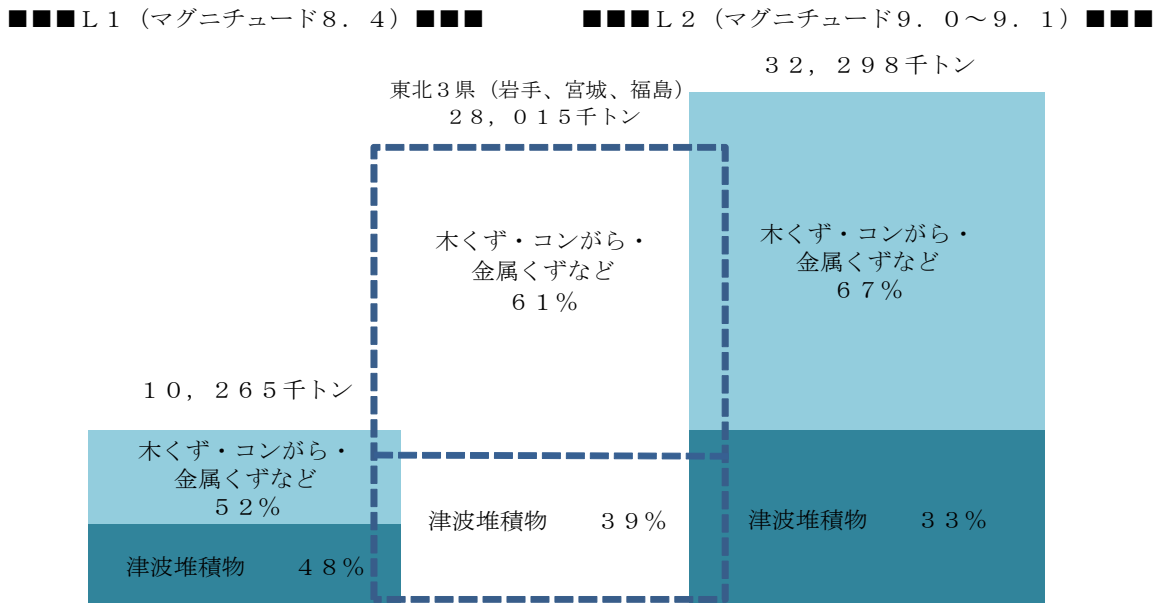 ■■■Ｌ１（マグニチュード８．４）■■■
■■■Ｌ２（マグニチュード９．０～９．１）■■■
３２，２９８千トン
東北３県（岩手、宮城、福島）
２８，０１５千トン
木くず・コンがら・
金属くずなど
６１％
木くず・コンがら・
金属くずなど
６７％
１０，２６５千トン
木くず・コンがら・
金属くずなど
５２％
津波堆積物　４８％
津波堆積物　３９％
津波堆積物　３３％